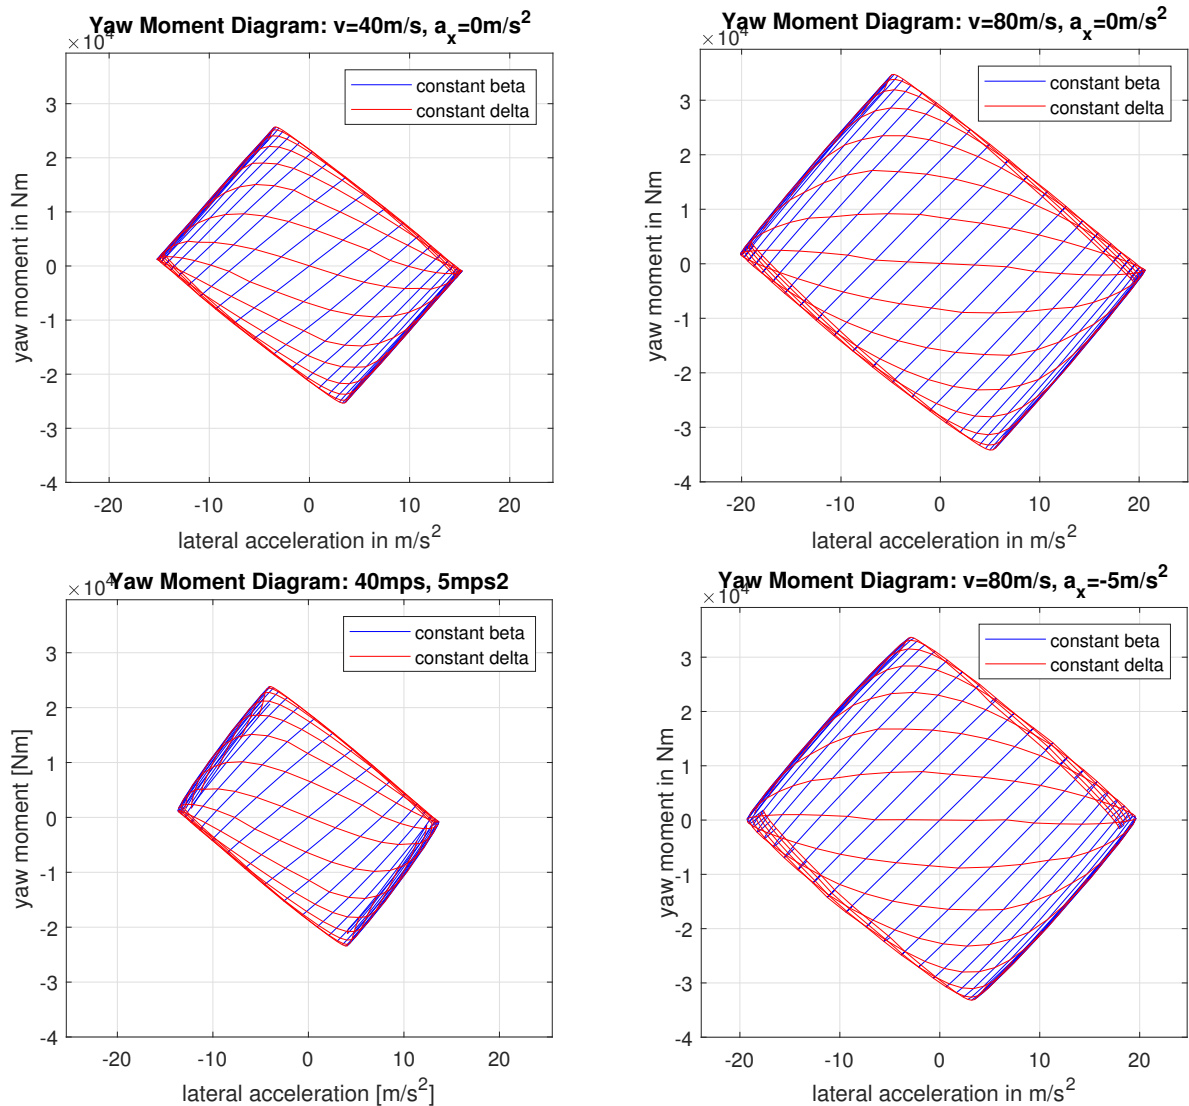 Yaw Moment Diagram: v=40m/s, a_x=0m/s^2
×10^4
constant beta
constant delta
3
2
1
0
-1
-2
-3
-4
yaw moment in Nm
-20 -10 0 10 20
lateral acceleration in m/s^2
Yaw Moment Diagram: v=80m/s, a_x=0m/s^2
×10^4
constant beta
constant delta
3
2
1
0
-1
-2
-3
-4
yaw moment in Nm
-20 -10 0 10 20
lateral acceleration in m/s^2
Yaw Moment Diagram: 40mps, 5mps2
×10^4
constant beta
constant delta
3
2
1
0
-1
-2
-3
-4
yaw moment [Nm]
-20 -10 0 10 20
lateral acceleration [m/s^2]
Yaw Moment Diagram: v=80m/s, a_x=-5m/s^2
×10^4
constant beta
constant delta
3
2
1
0
-1
-2
-3
-4
yaw moment in Nm
-20 -10 0 10 20
lateral acceleration in m/s^2